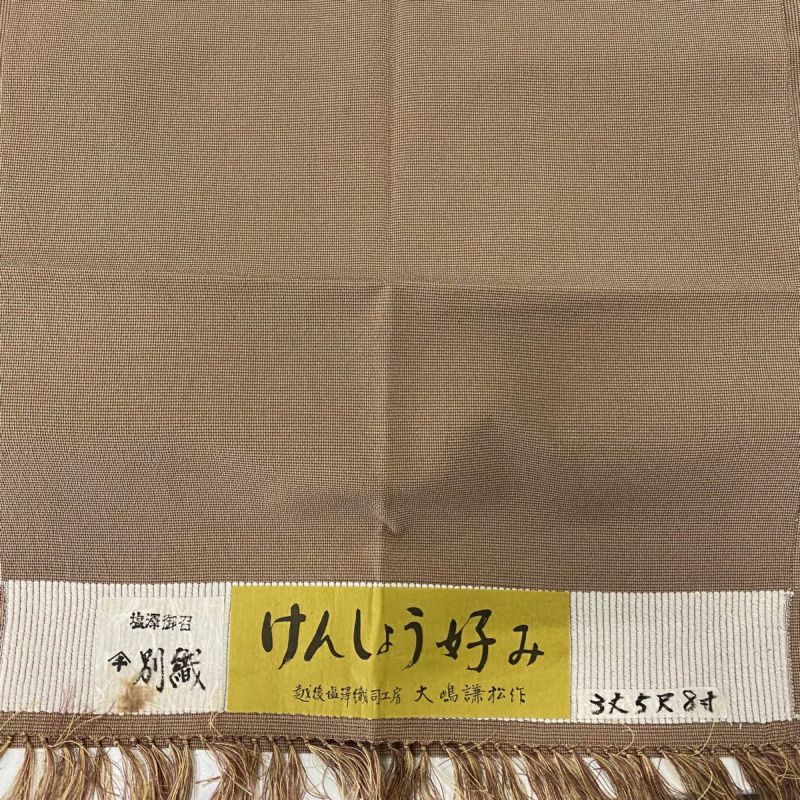 塩澤御召
別織
けんしょう好み
越後塩澤織司工房 大嶋謙松作
3丈5尺8寸